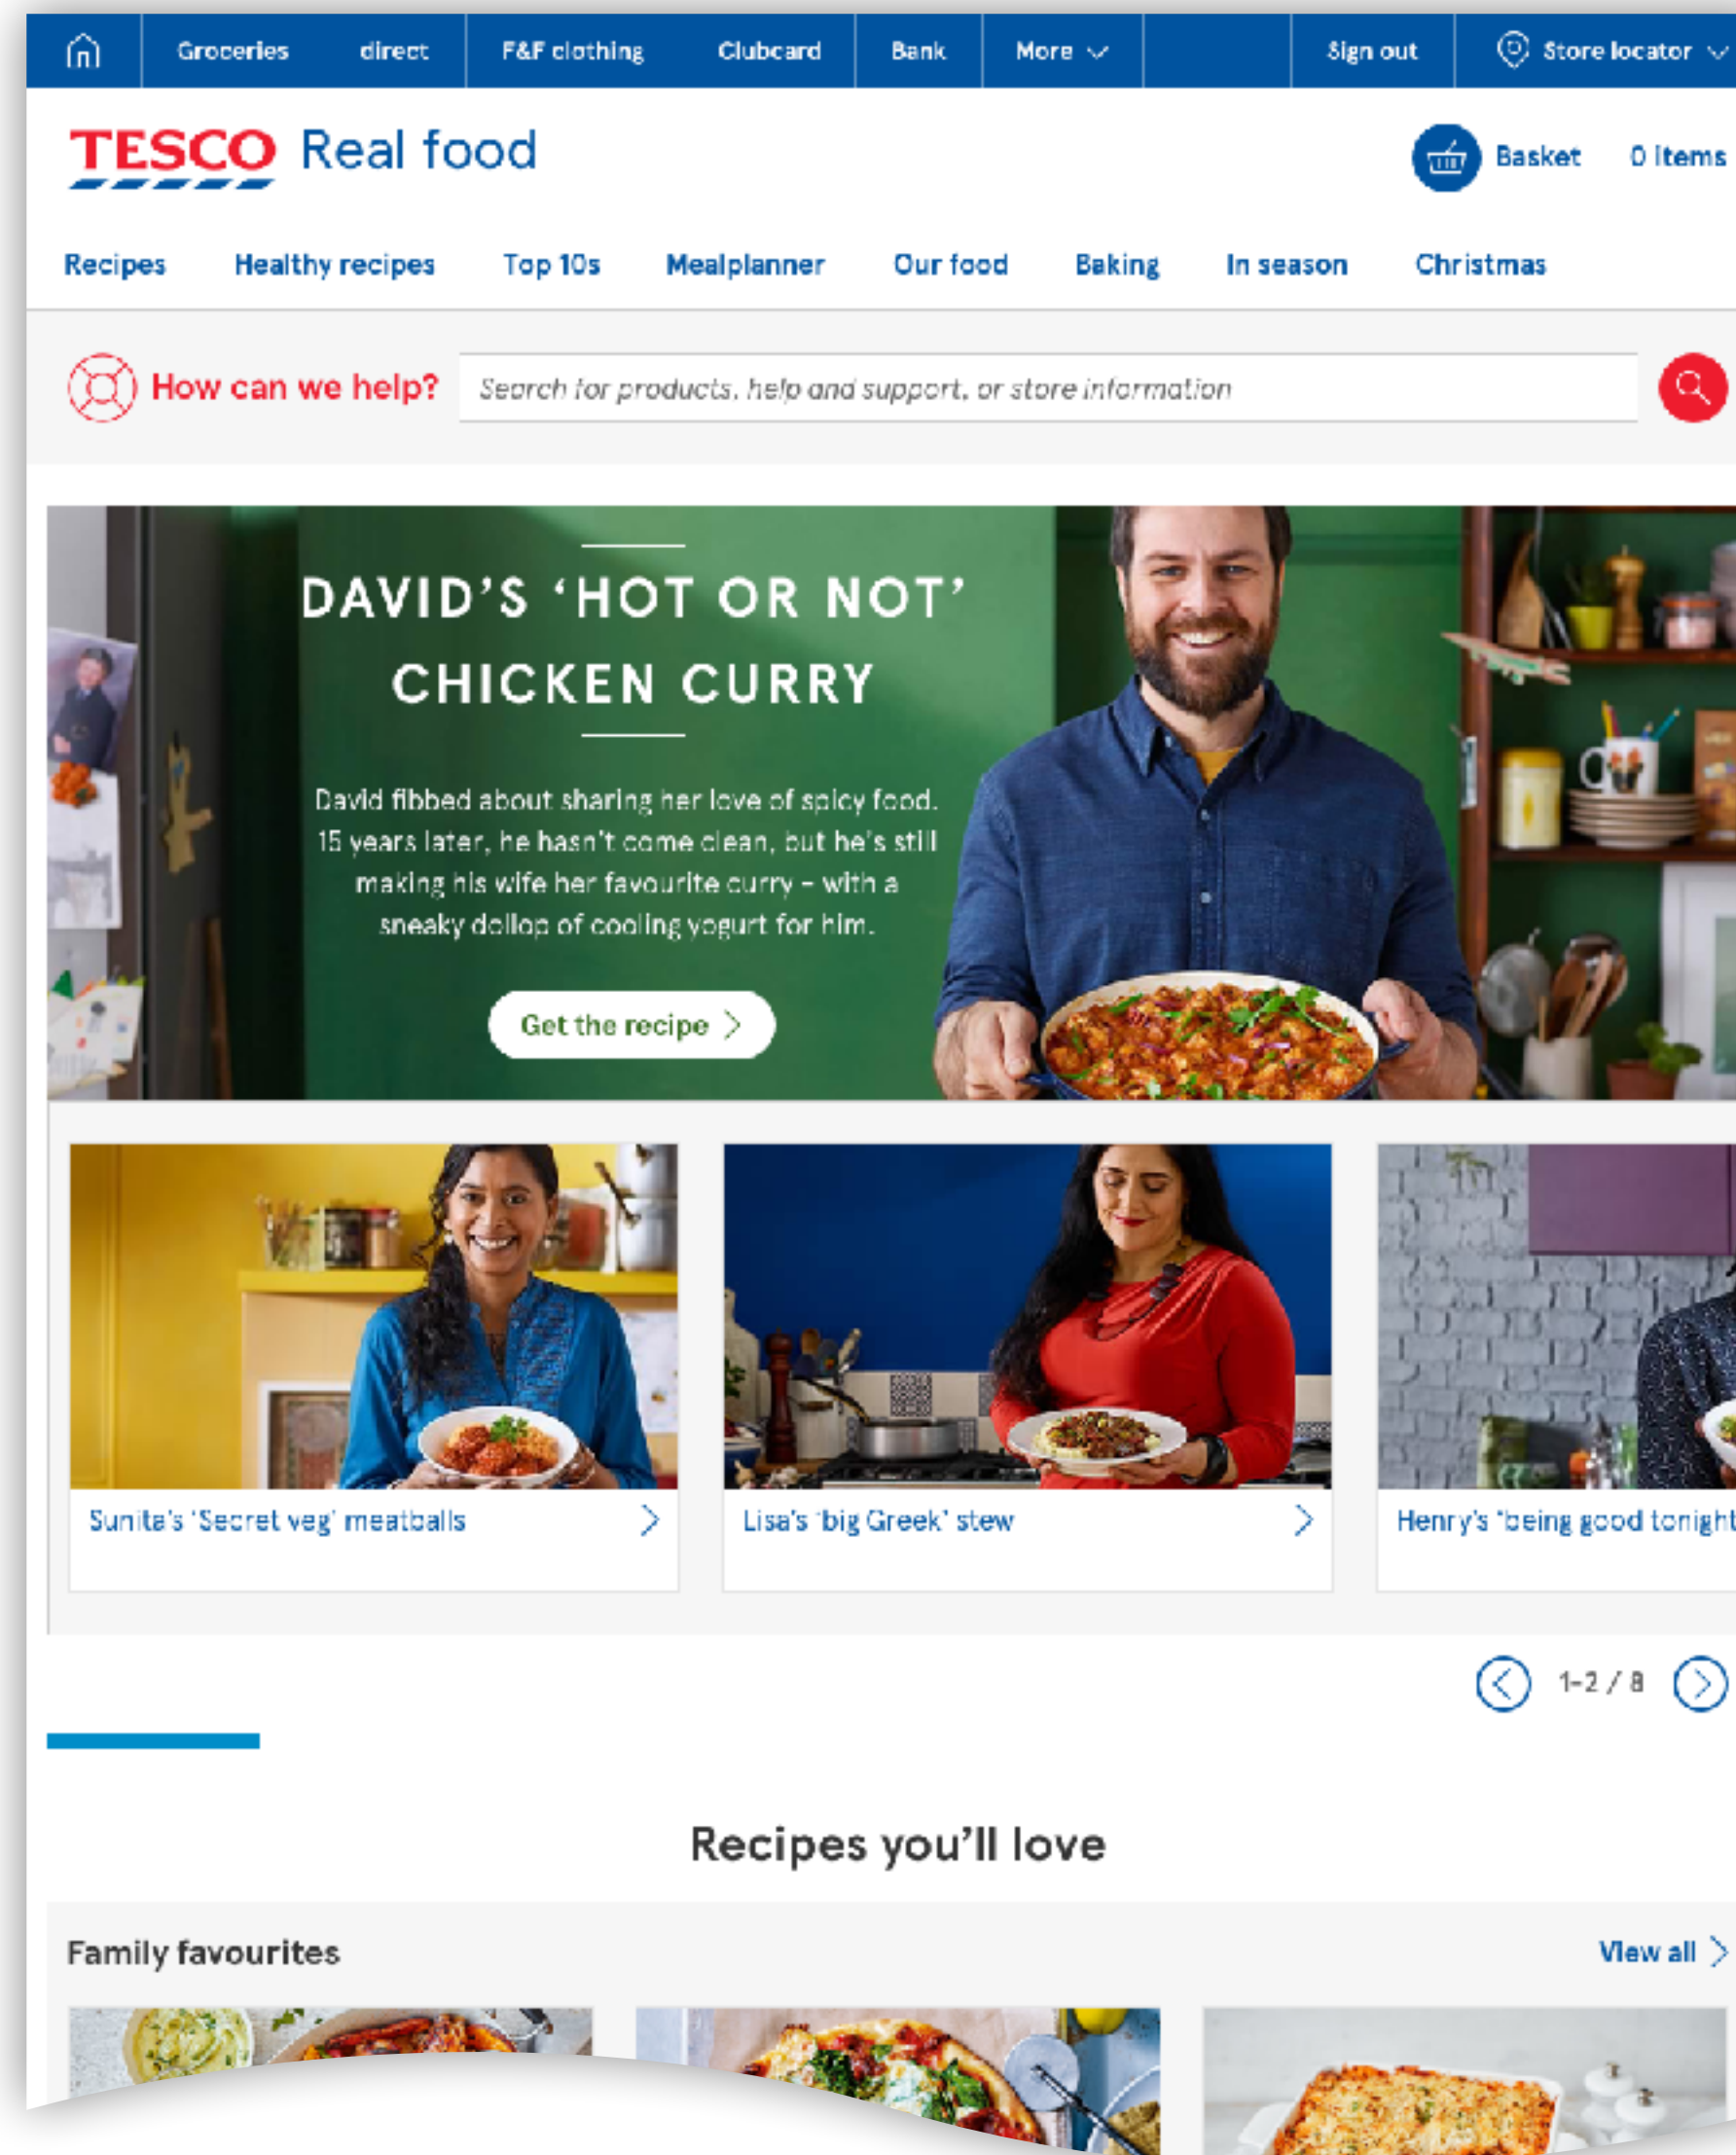 Groceries direct F&F clothing Clubcard Bank More Sign out Store locator
TESCO Real food
Basket 0 items
Recipes Healthy recipes Top 10s Mealplanner Our food Baking In season Christmas
How can we help? Search for products, help and support, or store information
DAVID’S ‘HOT OR NOT’
CHICKEN CURRY
David fibbed about sharing her love of spicy food.
15 years later, he hasn’t come clean, but he’s still
making his wife her favourite curry – with a
sneaky dollop of cooling yogurt for him.
Get the recipe
Sunita’s ‘Secret veg’ meatballs
Lisa’s ‘big Greek’ stew
Henry’s ‘being good tonight
1-2 / 8
Recipes you’ll love
Family favourites
View all